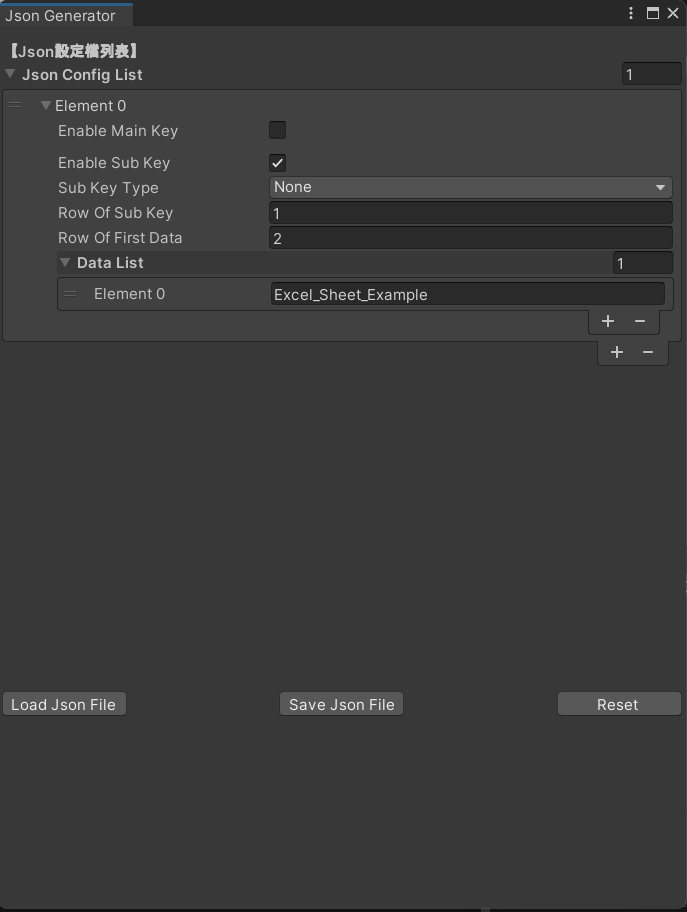 Json Generator
【Json設定檔列表】
Json Config List 1
Element 0
Enable Main Key
Enable Sub Key
Sub Key Type None
Row Of Sub Key 1
Row Of First Data 2
Data List 1
Element 0 Excel_Sheet_Example
+ −
+ −
Load Json File Save Json File Reset